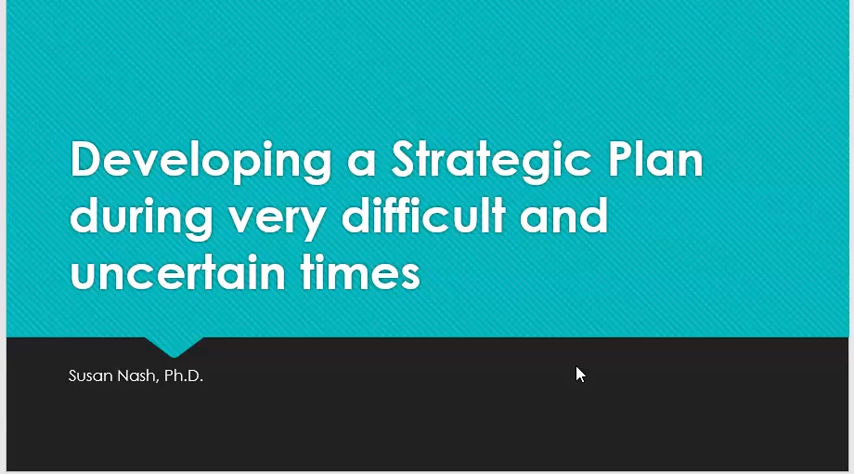 Developing a Strategic Plan
during very difficult and
uncertain times
Susan Nash, Ph.D.